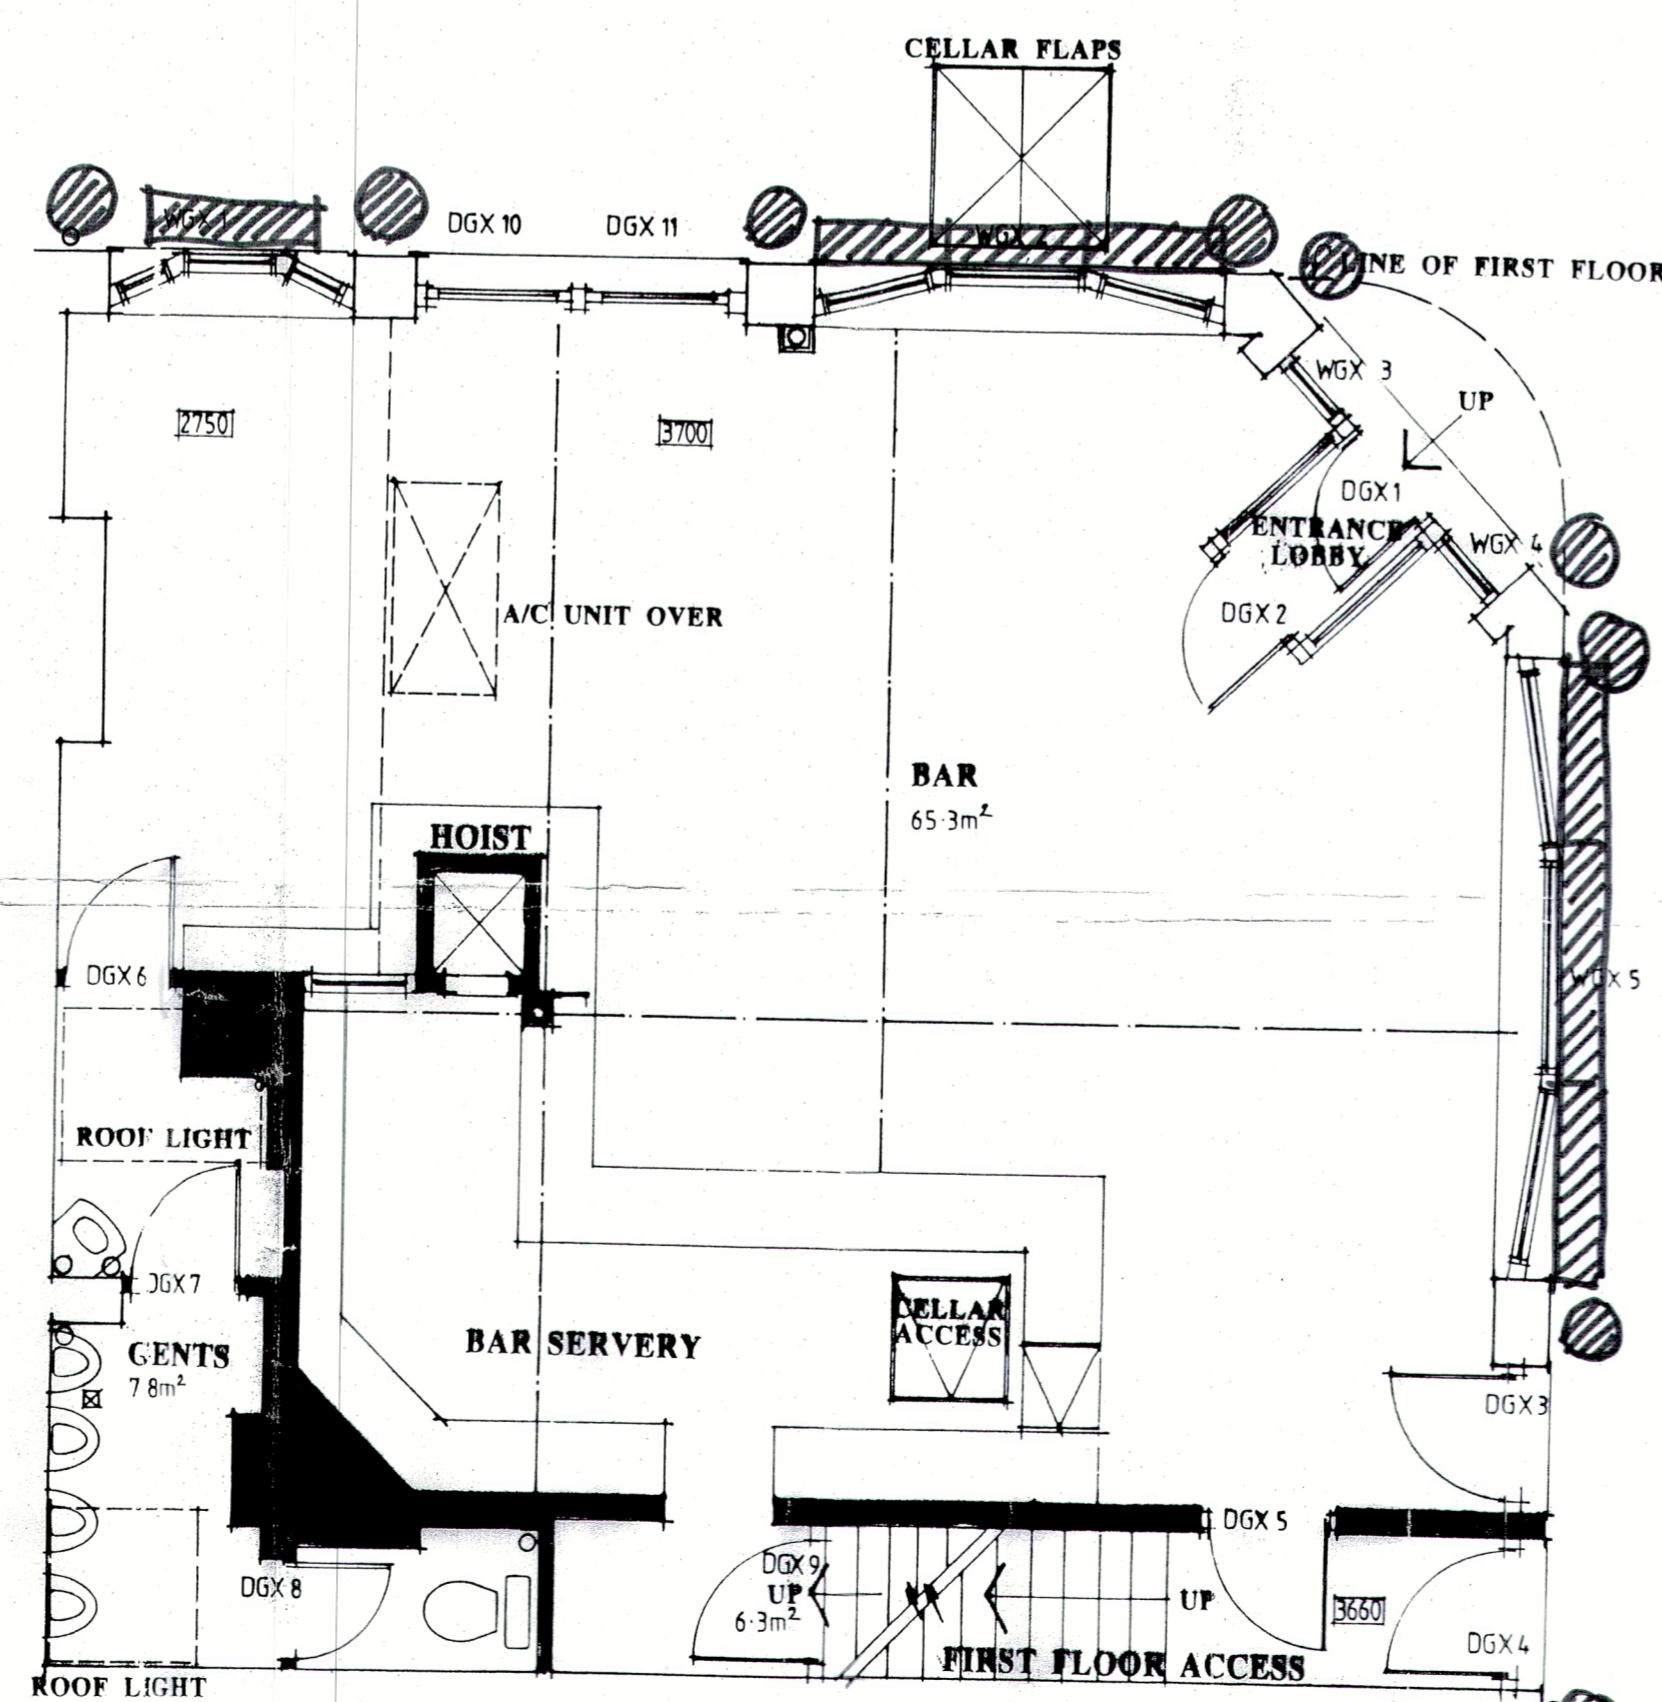 CELLAR FLAPS
WGX 1
DGX 10
DGX 11
WGX 2
LINE OF FIRST FLOOR
WGX 3
UP
2750
3700
DGX 1
ENTRANCE
LOBBY
WGX 4
DGX 2
A/C UNIT OVER
BAR
65·3m²
HOIST
DGX 6
WGX 5
ROOF LIGHT
DGX 7
CELLAR
ACCESS
BAR SERVERY
GENTS
7 8m²
DGX 3
DGX 5
DGX 9
DGX 8
UP
6·3m²
UP
3660
DGX 4
FIRST FLOOR ACCESS
ROOF LIGHT